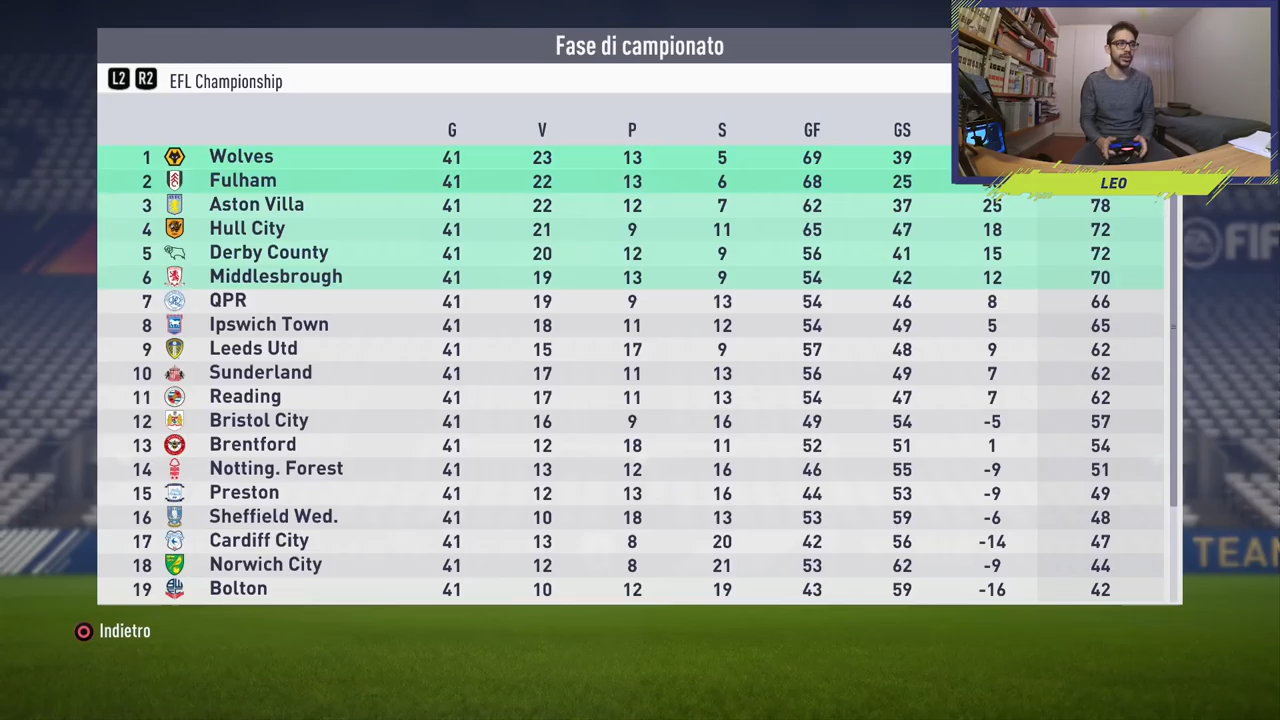 Fase di campionato
L2 R2 EFL Championship
G V P S GF GS
1 Wolves 41 23 13 5 69 39
2 Fulham 41 22 13 6 68 25
3 Aston Villa 41 22 12 7 62 37 25 78
4 Hull City 41 21 9 11 65 47 18 72
5 Derby County 41 20 12 9 56 41 15 72
6 Middlesbrough 41 19 13 9 54 42 12 70
7 QPR 41 19 9 13 54 46 8 66
8 Ipswich Town 41 18 11 12 54 49 5 65
9 Leeds Utd 41 15 17 9 57 48 9 62
10 Sunderland 41 17 11 13 56 49 7 62
11 Reading 41 17 11 13 54 47 7 62
12 Bristol City 41 16 9 16 49 54 -5 57
13 Brentford 41 12 18 11 52 51 1 54
14 Notting. Forest 41 13 12 16 46 55 -9 51
15 Preston 41 12 13 16 44 53 -9 49
16 Sheffield Wed. 41 10 18 13 53 59 -6 48
17 Cardiff City 41 13 8 20 42 56 -14 47
18 Norwich City 41 12 8 21 53 62 -9 44
19 Bolton 41 10 12 19 43 59 -16 42
Indietro
LEO
EA FIF
TEAM